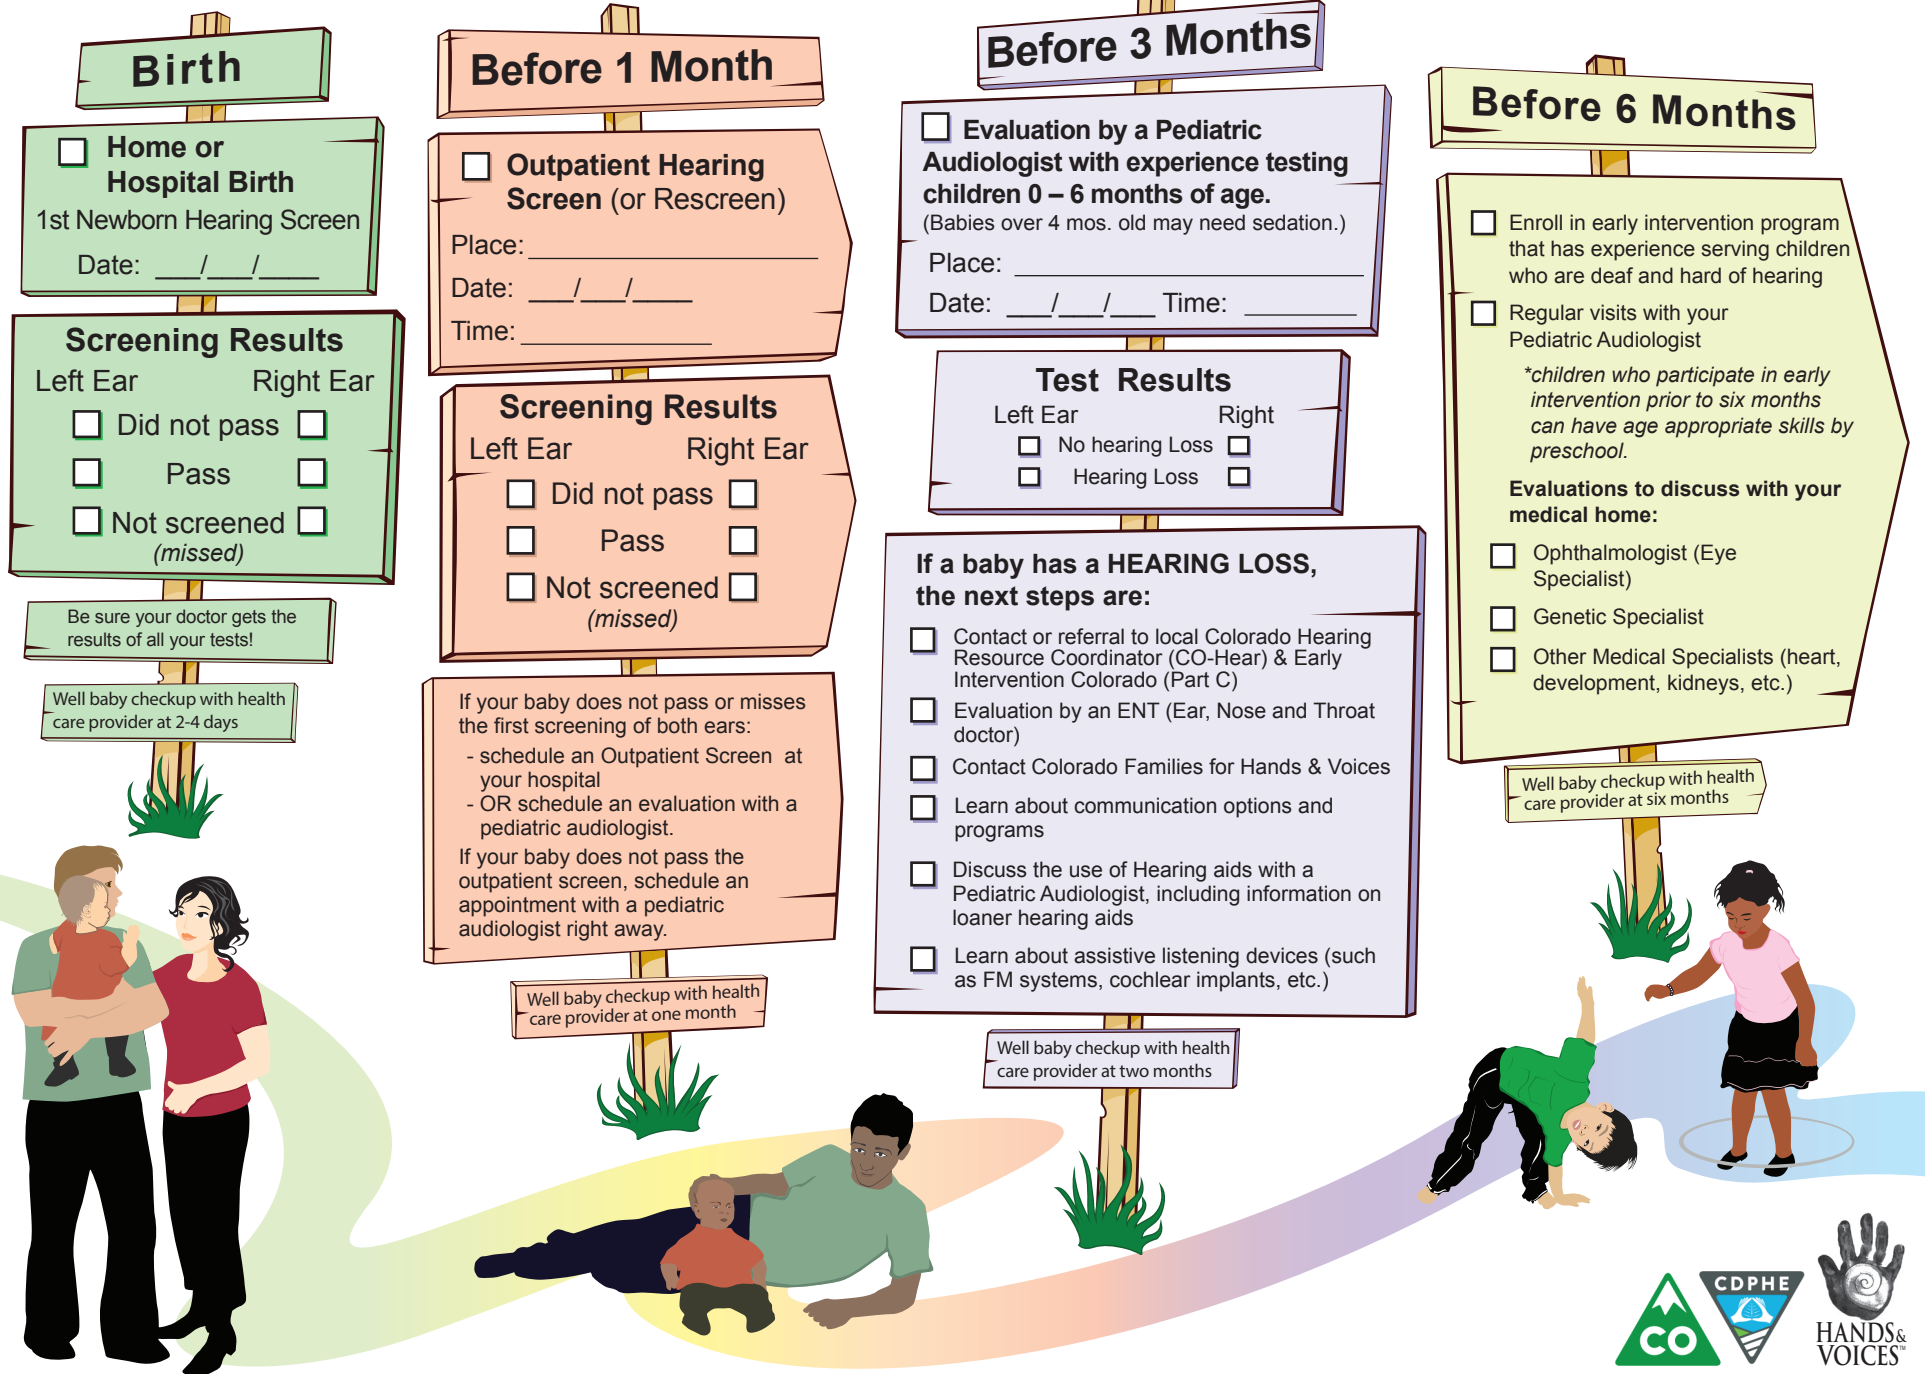 Birth
Home or
Hospital Birth
1st Newborn Hearing Screen
Date: ___/___/____
Screening Results
Left Ear Right Ear
Did not pass
Pass
Not screened
(missed)
Be sure your doctor gets the
results of all your tests!
Well baby checkup with health
care provider at 2-4 days
Before 1 Month
Outpatient Hearing
Screen (or Rescreen)
Place: ____________________
Date: ___/___/____
Time: _____________
Screening Results
Left Ear Right Ear
Did not pass
Pass
Not screened
(missed)
If your baby does not pass or misses
the first screening of both ears:
- schedule an Outpatient Screen at
your hospital
- OR schedule an evaluation with a
pediatric audiologist.
If your baby does not pass the
outpatient screen, schedule an
appointment with a pediatric
audiologist right away.
Well baby checkup with health
care provider at one month
Before 3 Months
Evaluation by a Pediatric
Audiologist with experience testing
children 0 – 6 months of age.
(Babies over 4 mos. old may need sedation.)
Place: ________________________
Date: ___/___/___ Time: ________
Test Results
Left Ear Right
No hearing Loss
Hearing Loss
If a baby has a HEARING LOSS,
the next steps are:
Contact or referral to local Colorado Hearing
Resource Coordinator (CO-Hear) & Early
Intervention Colorado (Part C)
Evaluation by an ENT (Ear, Nose and Throat
doctor)
Contact Colorado Families for Hands & Voices
Learn about communication options and
programs
Discuss the use of Hearing aids with a
Pediatric Audiologist, including information on
loaner hearing aids
Learn about assistive listening devices (such
as FM systems, cochlear implants, etc.)
Well baby checkup with health
care provider at two months
Before 6 Months
Enroll in early intervention program
that has experience serving children
who are deaf and hard of hearing
Regular visits with your
Pediatric Audiologist
*children who participate in early
intervention prior to six months
can have age appropriate skills by
preschool.
Evaluations to discuss with your
medical home:
Ophthalmologist (Eye
Specialist)
Genetic Specialist
Other Medical Specialists (heart,
development, kidneys, etc.)
Well baby checkup with health
care provider at six months
CO
CDPHE
HANDS&
VOICES™